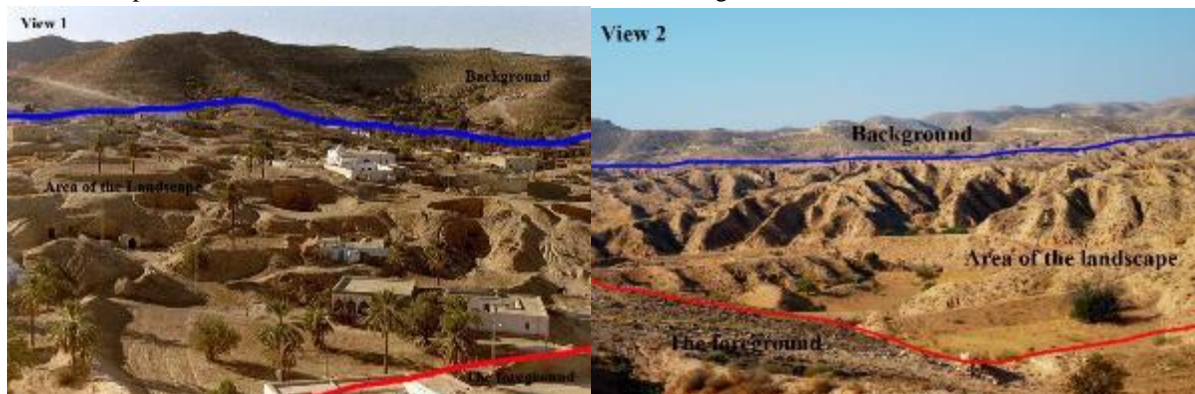 View 1
Background
Area of the Landscape
The foreground
View 2
Background
Area of the landscape
The foreground